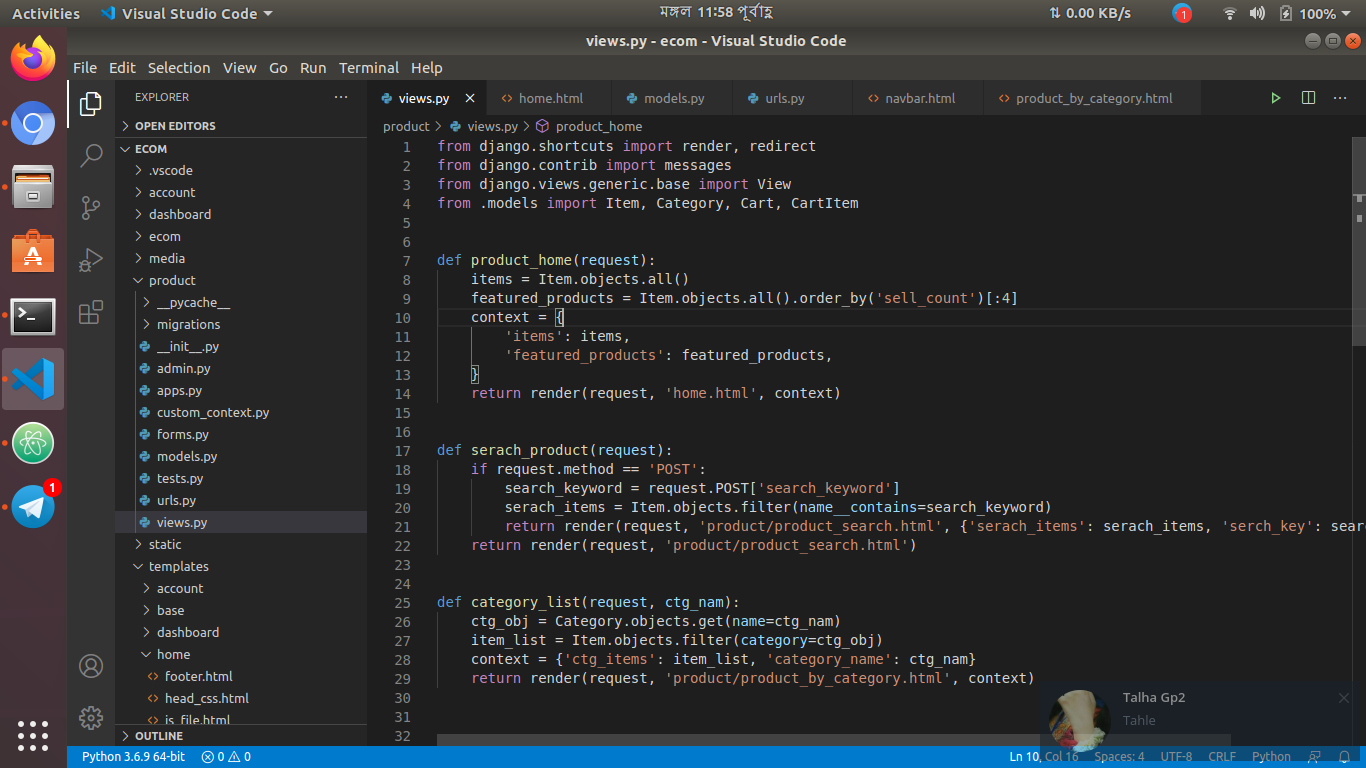 Activities Visual Studio Code মঙ্গল 11:58 পূর্বাহ্ণ 0.00 KB/s 1 100%
views.py - ecom - Visual Studio Code
File Edit Selection View Go Run Terminal Help
EXPLORER ···
OPEN EDITORS
ECOM
.vscode
account
dashboard
ecom
media
product
__pycache__
migrations
__init__.py
admin.py
apps.py
custom_context.py
forms.py
models.py
tests.py
urls.py
views.py
static
templates
account
base
dashboard
home
footer.html
head_css.html
js_file.html
OUTLINE
views.py home.html models.py urls.py navbar.html product_by_category.html ···
product > views.py > product_home
1 from django.shortcuts import render, redirect
2 from django.contrib import messages
3 from django.views.generic.base import View
4 from .models import Item, Category, Cart, CartItem
5
6
7 def product_home(request):
8 items = Item.objects.all()
9 featured_products = Item.objects.all().order_by('sell_count')[:4]
10 context = {
11 'items': items,
12 'featured_products': featured_products,
13 }
14 return render(request, 'home.html', context)
15
16
17 def serach_product(request):
18 if request.method == 'POST':
19 search_keyword = request.POST['search_keyword']
20 serach_items = Item.objects.filter(name__contains=search_keyword)
21 return render(request, 'product/product_search.html', {'serach_items': serach_items, 'serch_key': sear
22 return render(request, 'product/product_search.html')
23
24
25 def category_list(request, ctg_nam):
26 ctg_obj = Category.objects.get(name=ctg_nam)
27 item_list = Item.objects.filter(category=ctg_obj)
28 context = {'ctg_items': item_list, 'category_name': ctg_nam}
29 return render(request, 'product/product_by_category.html', context)
30
31
32
Talha Gp2
Tahle
1
Python 3.6.9 64-bit 0 0 Ln 10, Col 16 Spaces: 4 UTF-8 CRLF Python